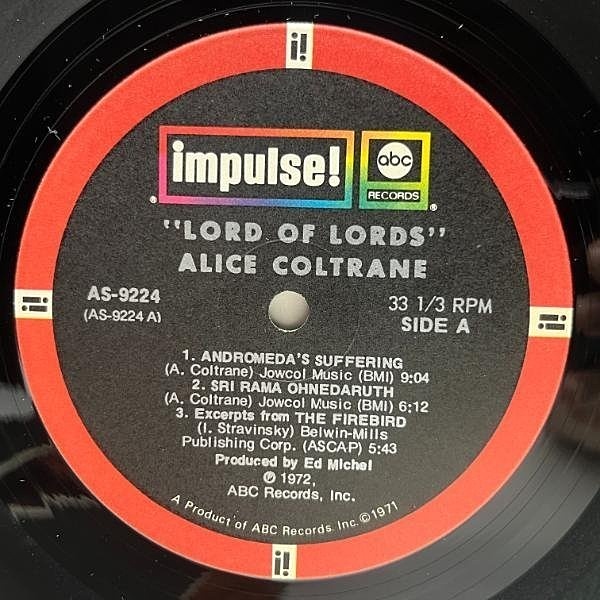 i!
impulse!
abc
RECORDS
®
®
"LORD OF LORDS"
ALICE COLTRANE
AS-9224
(AS-9224 A)
33 1/3 RPM
SIDE A
i!
i!
1. ANDROMEDA'S SUFFERING
(A. Coltrane) Jowcol Music (BMI) 9:04
2. SRI RAMA OHNEDARUTH
(A. Coltrane) Jowcol Music (BMI) 6:12
3. Excerpts from THE FIREBIRD
(I. Stravinsky) Belwin-Mills
Publishing Corp. (ASCAP) 5:43
Produced by Ed Michel
℗ 1972,
ABC Records, Inc.
A Product of ABC Records, Inc. © 1971
i!